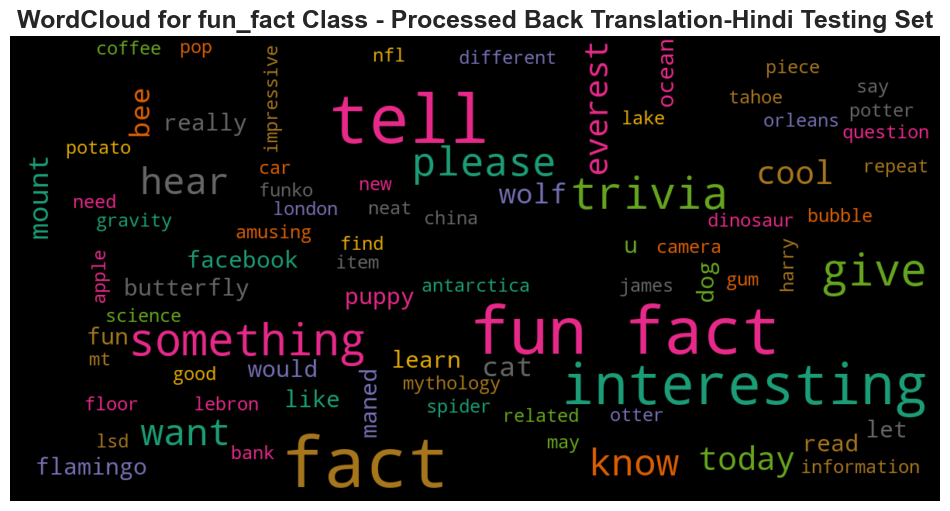 WordCloud for fun_fact Class - Processed Back Translation-Hindi Testing Set
coffee
pop
nfl
different
everest
ocean
piece
impressive
bee
tell
tahoe
say
potter
lake
orleans
question
really
potato
please
mount
hear
car
funko
new
wolf
trivia
cool
repeat
need
london
neat
china
dinosaur
bubble
gravity
amusing
find
u
camera
harry
facebook
item
apple
dog
gum
give
butterfly
puppy
antarctica
james
science
fun
something
fun fact
mt
good
would
learn
cat
interesting
maned
mythology
floor
lebron
like
spider
related
otter
want
lsd
bank
fact
may
let
know
today
read
flamingo
information